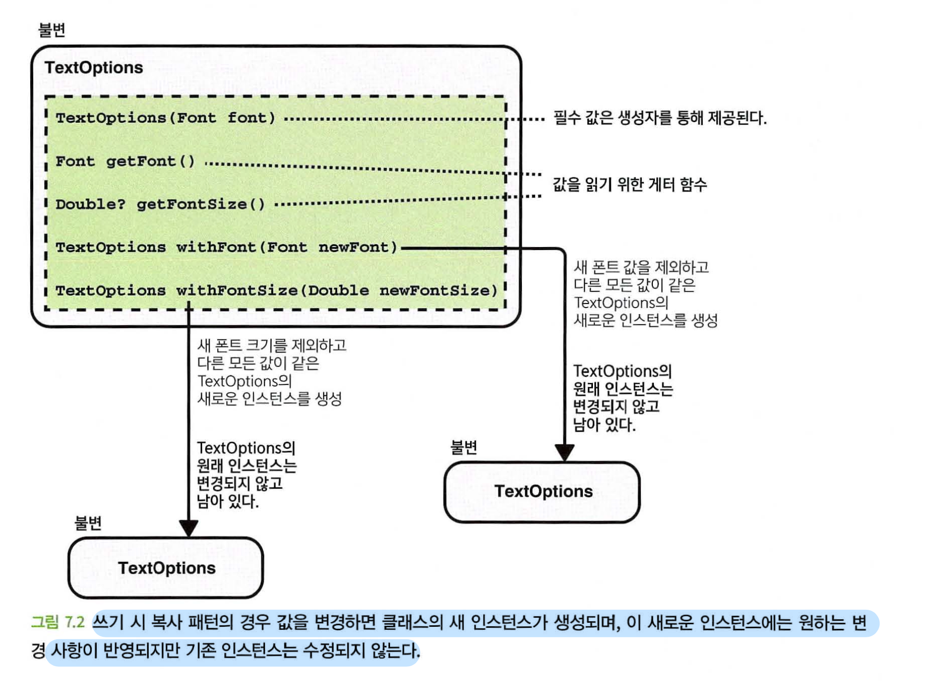 불변
TextOptions
TextOptions(Font font)
필수 값은 생성자를 통해 제공된다.
Font getFont()
값을 읽기 위한 게터 함수
Double? getFontSize()
TextOptions withFont(Font newFont)
TextOptions withFontSize(Double newFontSize)
새 폰트 값을 제외하고
다른 모든 값이 같은
TextOptions의
새로운 인스턴스를 생성
TextOptions의
원래 인스턴스는
변경되지 않고
남아 있다.
불변
TextOptions
새 폰트 크기를 제외하고
다른 모든 값이 같은
TextOptions의
새로운 인스턴스를 생성
TextOptions의
원래 인스턴스는
변경되지 않고
남아 있다.
불변
TextOptions
그림 7.2 쓰기 시 복사 패턴의 경우 값을 변경하면 클래스의 새 인스턴스가 생성되며, 이 새로운 인스턴스에는 원하는 변
경 사항이 반영되지만 기존 인스턴스는 수정되지 않는다.